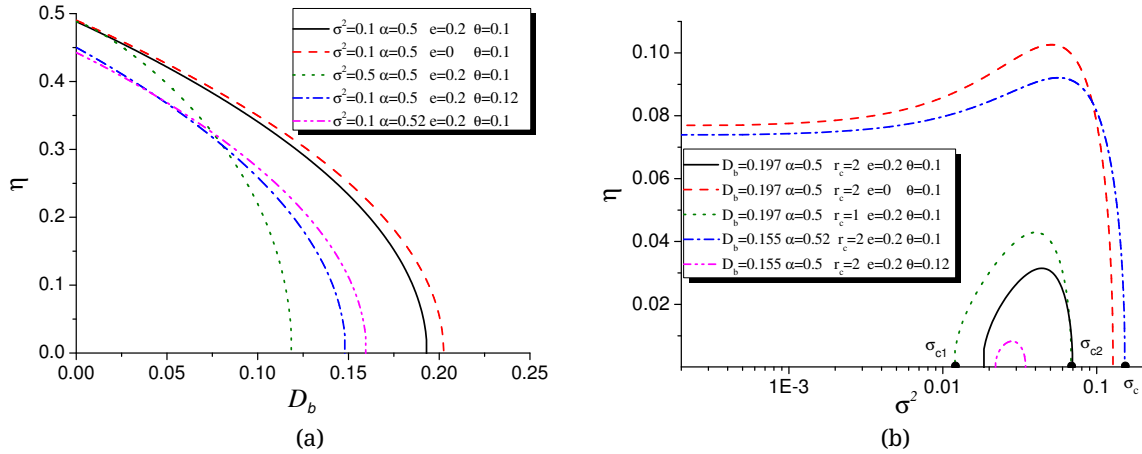 σ²=0.1 α=0.5 e=0.2 θ=0.1
σ²=0.1 α=0.5 e=0 θ=0.1
σ²=0.5 α=0.5 e=0.2 θ=0.1
σ²=0.1 α=0.5 e=0.2 θ=0.12
σ²=0.1 α=0.52 e=0.2 θ=0.1
0.5
0.4
0.3
0.2
0.1
0.0
η
0.00 0.05 0.10 0.15 0.20 0.25
D_b
(a)
0.10
0.08
0.06
0.04
0.02
η
D_b=0.197 α=0.5 r_c=2 e=0.2 θ=0.1
D_b=0.197 α=0.5 r_c=2 e=0 θ=0.1
D_b=0.197 α=0.5 r_c=1 e=0.2 θ=0.1
D_b=0.155 α=0.52 r_c=2 e=0.2 θ=0.1
D_b=0.155 α=0.5 r_c=2 e=0.2 θ=0.12
σ_c1 σ_c2
1E-3 0.01 0.1 σ_c
σ²
(b)